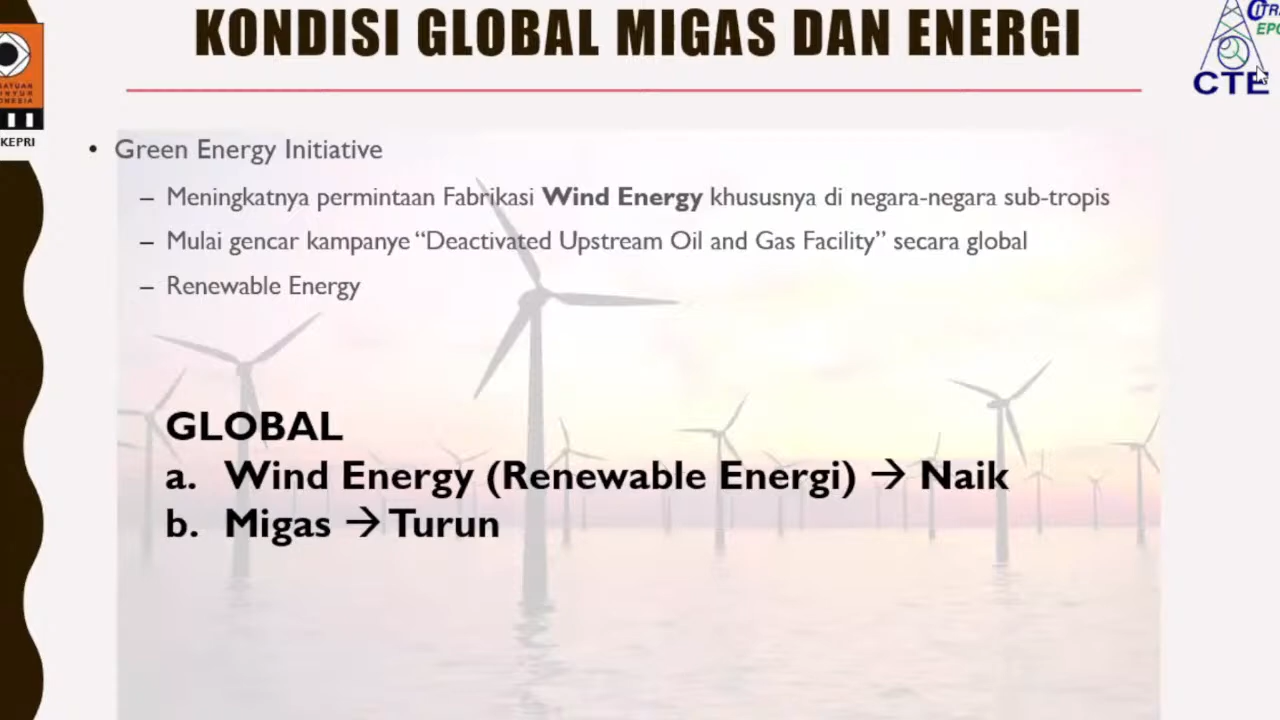 KONDISI GLOBAL MIGAS DAN ENERGI
CTE
KEPRI
• Green Energy Initiative
– Meningkatnya permintaan Fabrikasi Wind Energy khususnya di negara-negara sub-tropis
– Mulai gencar kampanye “Deactivated Upstream Oil and Gas Facility” secara global
– Renewable Energy
GLOBAL
a. Wind Energy (Renewable Energi) → Naik
b. Migas → Turun